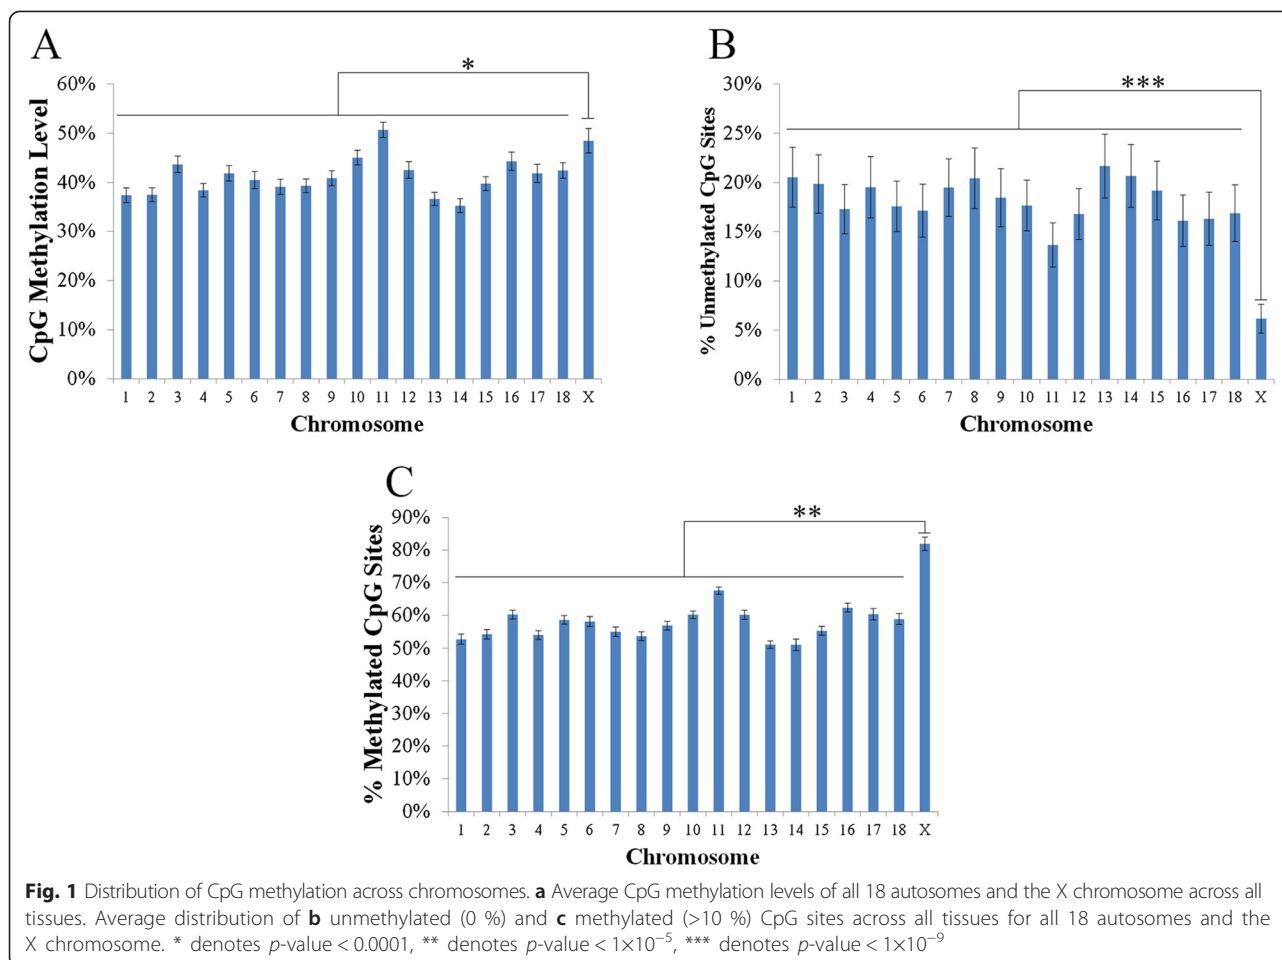 A
*
60%
50%
40%
30%
20%
10%
0%
CpG Methylation Level
1 2 3 4 5 6 7 8 9 10 11 12 13 14 15 16 17 18 X
Chromosome
B
***
30%
25%
20%
15%
10%
5%
0%
% Unmethylated CpG Sites
1 2 3 4 5 6 7 8 9 10 11 12 13 14 15 16 17 18 X
Chromosome
C
**
90%
80%
70%
60%
50%
40%
30%
20%
10%
0%
% Methylated CpG Sites
1 2 3 4 5 6 7 8 9 10 11 12 13 14 15 16 17 18 X
Chromosome
Fig. 1 Distribution of CpG methylation across chromosomes. a Average CpG methylation levels of all 18 autosomes and the X chromosome across all
tissues. Average distribution of b unmethylated (0 %) and c methylated (>10 %) CpG sites across all tissues for all 18 autosomes and the
X chromosome. * denotes p-value < 0.0001, ** denotes p-value < 1×10⁻⁵, *** denotes p-value < 1×10⁻⁹